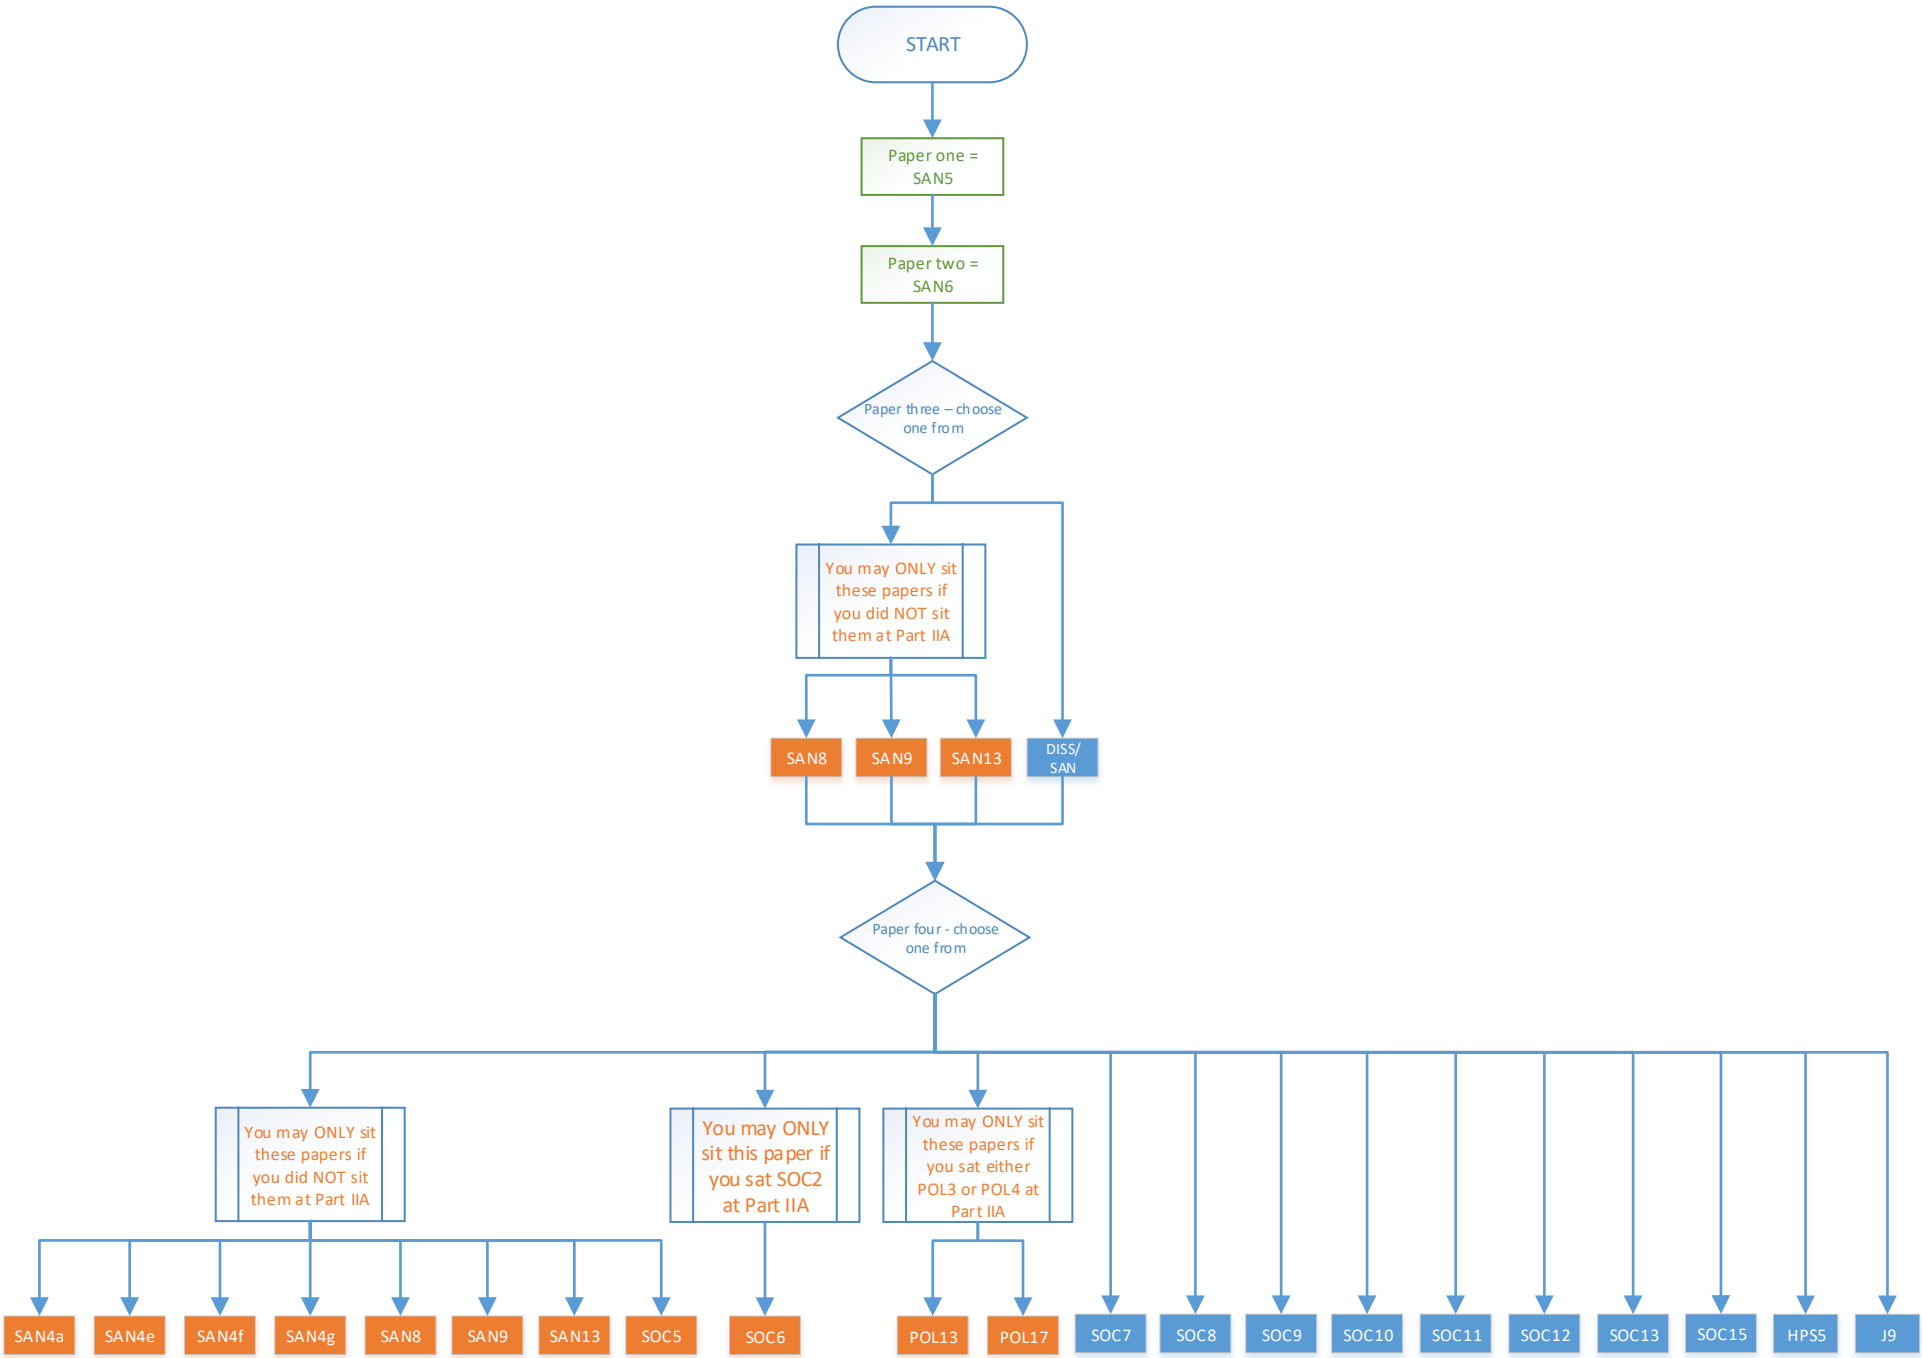 START
Paper one =
SAN5
Paper two =
SAN6
Paper three – choose
one from
You may ONLY sit
these papers if
you did NOT sit
them at Part IIA
SAN8
SAN9
SAN13
DISS/
SAN
Paper four - choose
one from
You may ONLY sit
these papers if
you did NOT sit
them at Part IIA
You may ONLY
sit this paper if
you sat SOC2
at Part IIA
You may ONLY sit
these papers if
you sat either
POL3 or POL4 at
Part IIA
SAN4a
SAN4e
SAN4f
SAN4g
SAN8
SAN9
SAN13
SOC5
SOC6
POL13
POL17
SOC7
SOC8
SOC9
SOC10
SOC11
SOC12
SOC13
SOC15
HPS5
J9